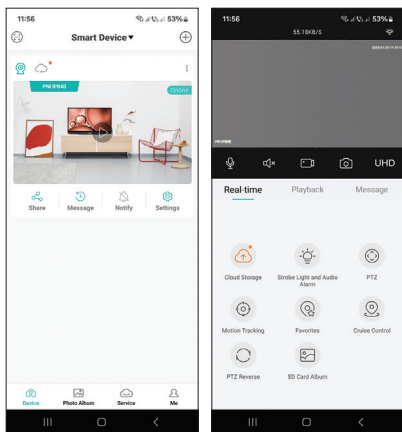 11:56
53%
Smart Device▼
PNI IP840
Online
Share
Message
Notify
Settings
Device
Photo Album
Service
Me
11:56
53%
55.18KB/S
UHD
Real-time
Playback
Message
Cloud Storage
Strobe Light and Audio
Alarm
PTZ
Motion Tracking
Favorites
Cruise Control
PTZ Reverse
SD Card Album